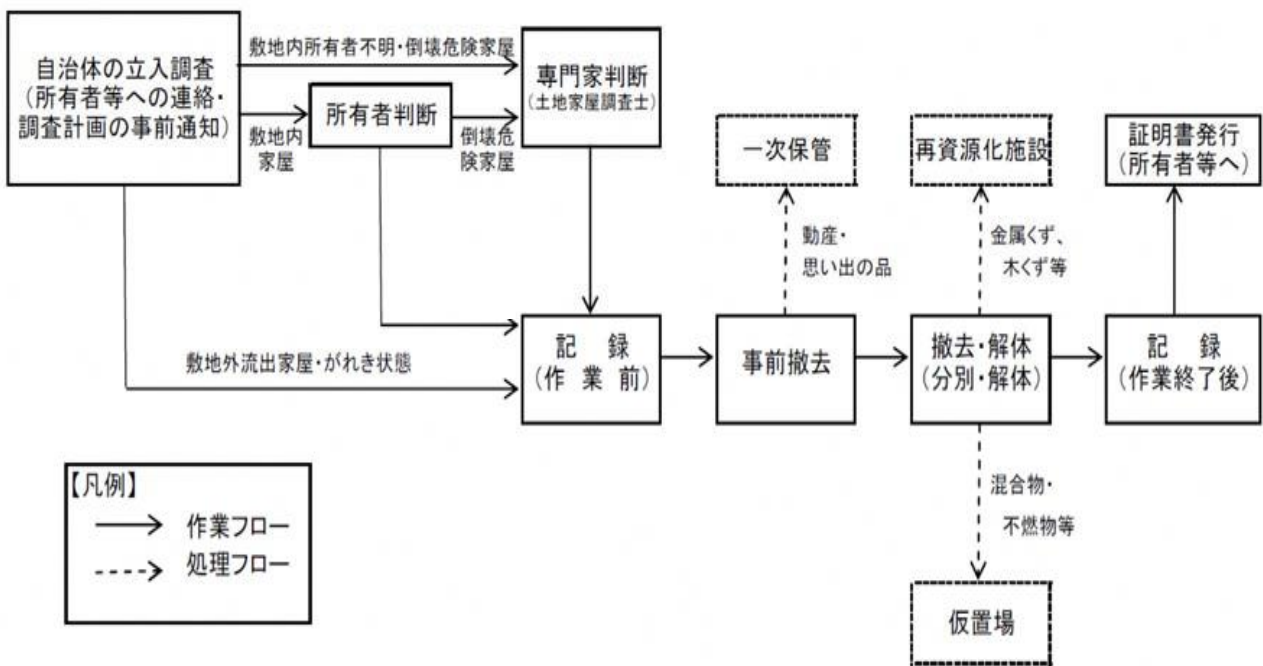 自治体の立入調査
(所有者等への連絡・
調査計画の事前通知)
敷地内所有者不明・倒壊危険家屋
敷地内
家屋
所有者判断
倒壊危
険家屋
専門家判断
(土地家屋調査士)
一次保管
再資源化施設
証明書発行
(所有者等へ)
動産・
思い出の品
金属くず、
木くず等
敷地外流出家屋・がれき状態
記 録
(作 業 前)
事前撤去
撤去・解体
(分別・解体)
記 録
(作業終了後)
混合物・
不燃物等
仮置場
【凡例】
作業フロー
処理フロー